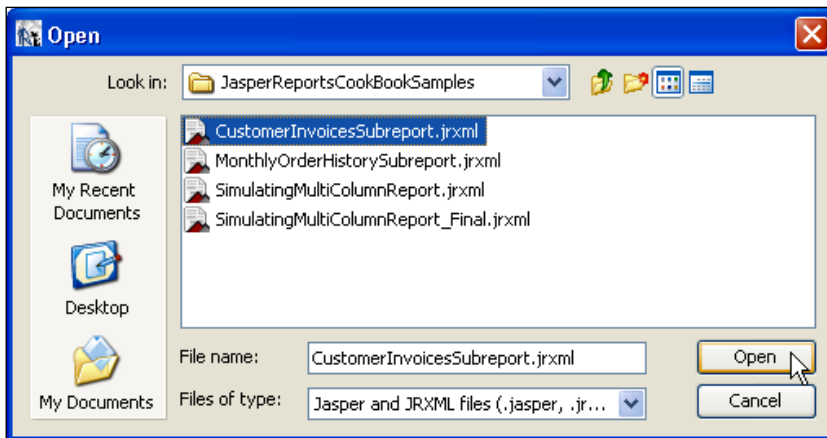 Open
Look in: JasperReportsCookBookSamples
CustomerInvoicesSubreport.jrxml
MonthlyOrderHistorySubreport.jrxml
SimulatingMultiColumnReport.jrxml
SimulatingMultiColumnReport_Final.jrxml
My Recent
Documents
Desktop
My Documents
File name: CustomerInvoicesSubreport.jrxml Open
Files of type: Jasper and JRXML files (.jasper, .jr... Cancel